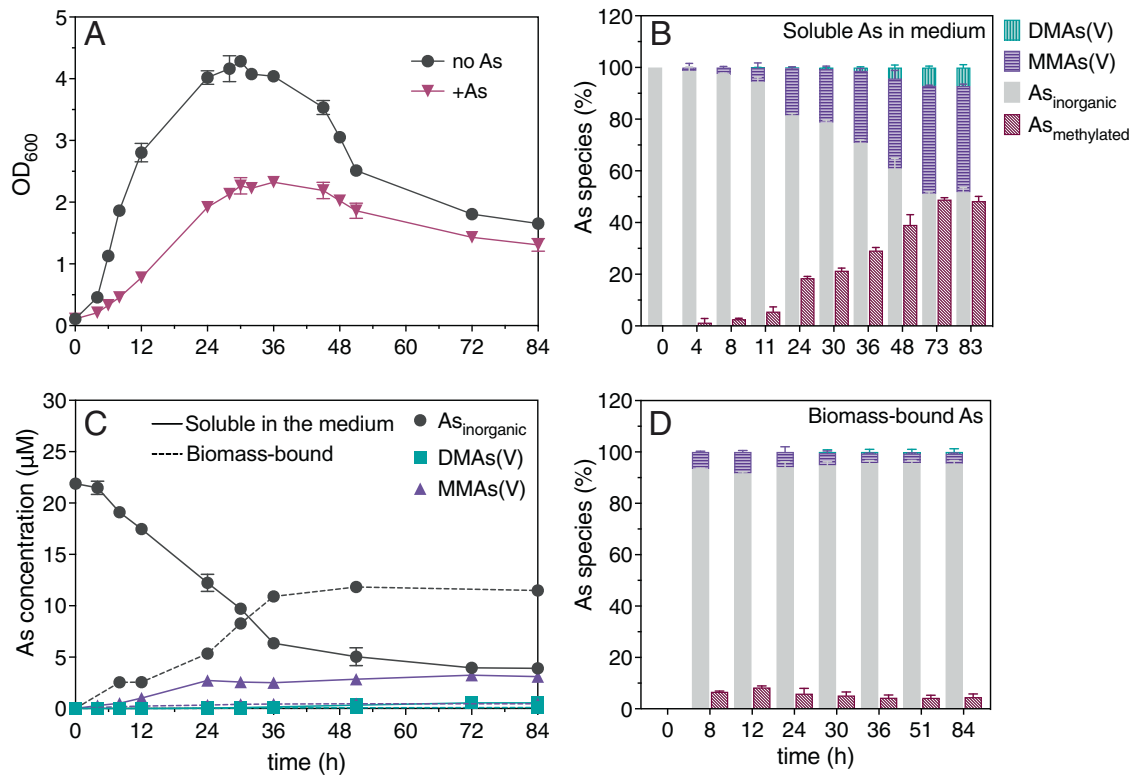 A
5
4
3
2
1
0
OD600
no As
+As
0 12 24 36 48 60 72 84
B
Soluble As in medium
120
100
80
60
40
20
0
As species (%)
0 4 8 11 24 30 36 48 73 83
DMAs(V)
MMAs(V)
Asinorganic
Asmethylated
C
30
25
20
15
10
5
0
As concentration (µM)
Soluble in the medium
Biomass-bound
Asinorganic
DMAs(V)
MMAs(V)
0 12 24 36 48 60 72 84
time (h)
D
Biomass-bound As
120
100
80
60
40
20
0
As species (%)
0 8 12 24 30 36 51 84
time (h)